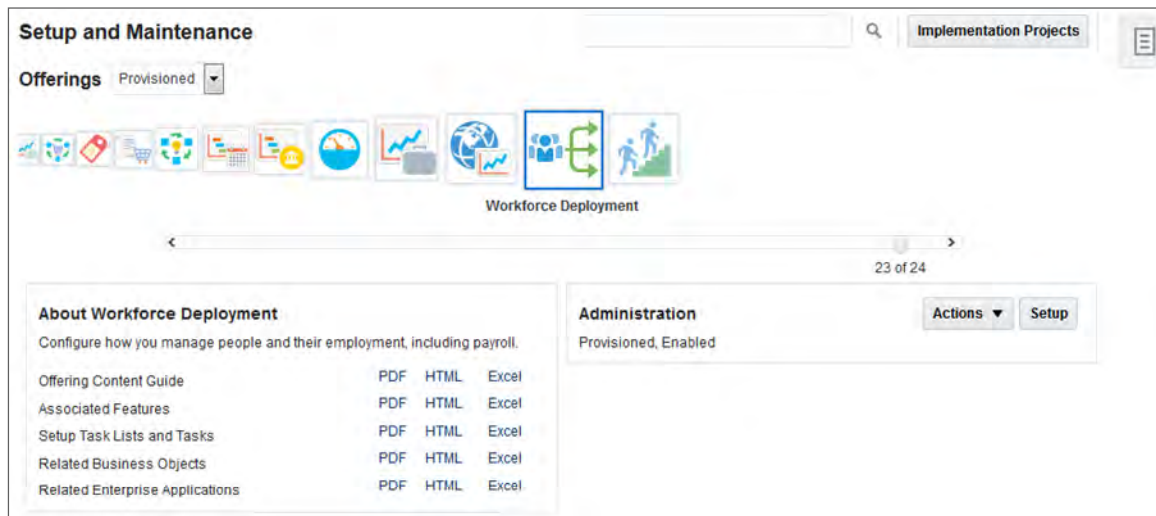 Setup and Maintenance
Implementation Projects
Offerings Provisioned
Workforce Deployment
23 of 24
About Workforce Deployment
Configure how you manage people and their employment, including payroll.
Offering Content Guide PDF HTML Excel
Associated Features PDF HTML Excel
Setup Task Lists and Tasks PDF HTML Excel
Related Business Objects PDF HTML Excel
Related Enterprise Applications PDF HTML Excel
Administration
Actions Setup
Provisioned, Enabled